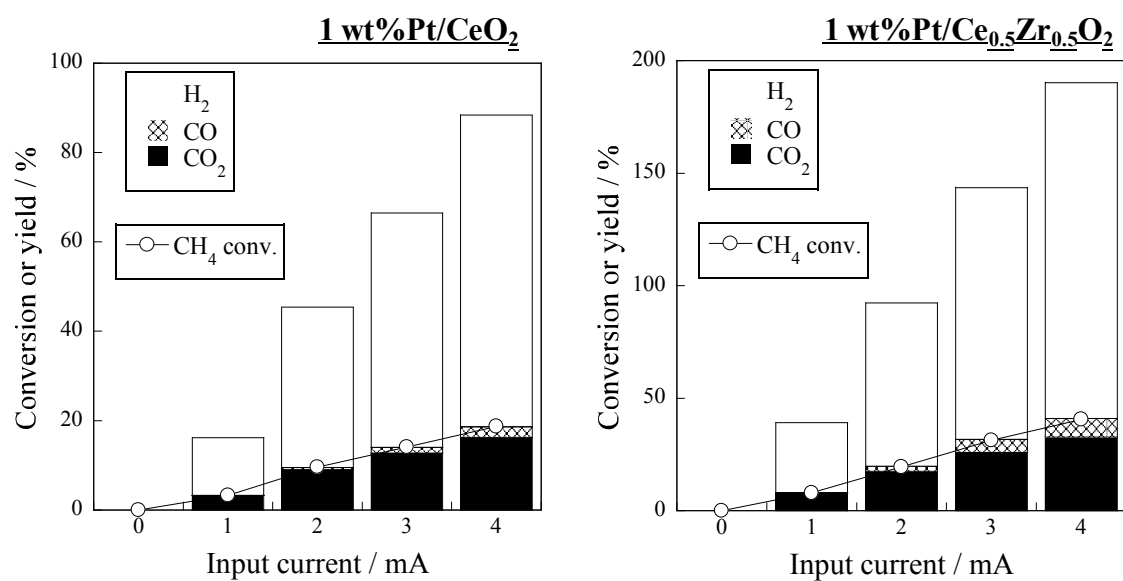 1 wt%Pt/CeO₂
100
80
60
40
20
0
Conversion or yield / %
H₂
CO
CO₂
CH₄ conv.
0 1 2 3 4
Input current / mA
1 wt%Pt/Ce₀.₅Zr₀.₅O₂
200
150
100
50
0
Conversion or yield / %
H₂
CO
CO₂
CH₄ conv.
0 1 2 3 4
Input current / mA